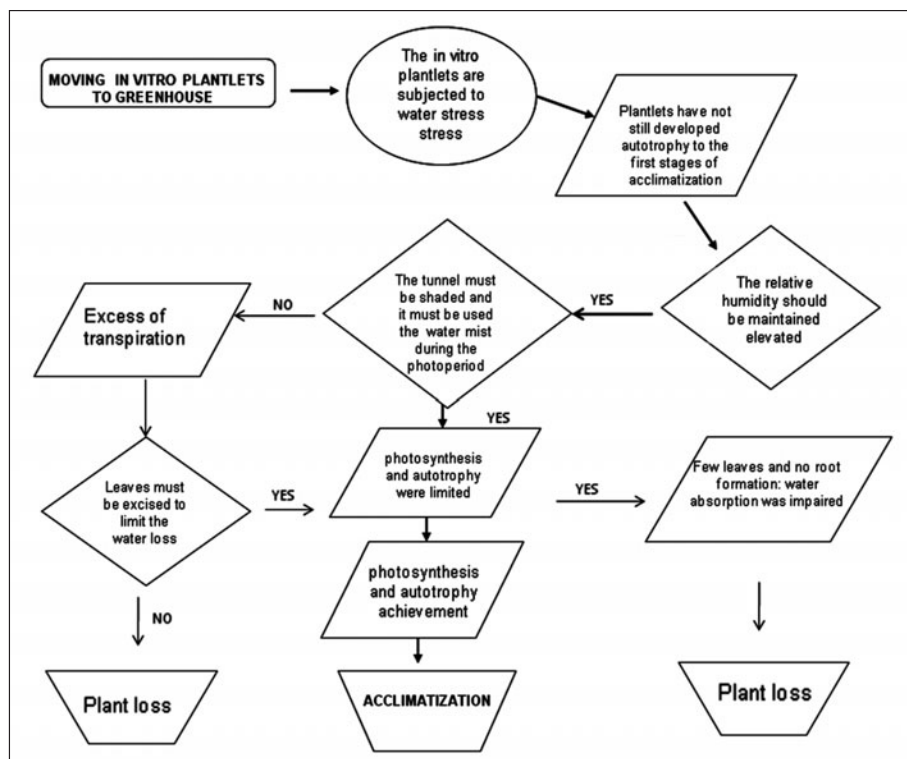 MOVING IN VITRO PLANTLETS
TO GREENHOUSE
The in vitro
plantlets are
subjected to
water stress
stress
Plantlets have not
still developed
autotrophy to the
first stages of
acclimatization
The relative
humidity should
be maintained
elevated
YES
The tunnel must
be shaded and
it must be used
the water mist
during the
photoperiod
NO
Excess of
transpiration
YES
Leaves must
be excised to
limit the
water loss
YES
photosynthesis
and autotrophy
were limited
YES
Few leaves and no root
formation: water
absorption was impaired
photosynthesis
and autotrophy
achievement
NO
Plant loss
ACCLIMATIZATION
Plant loss